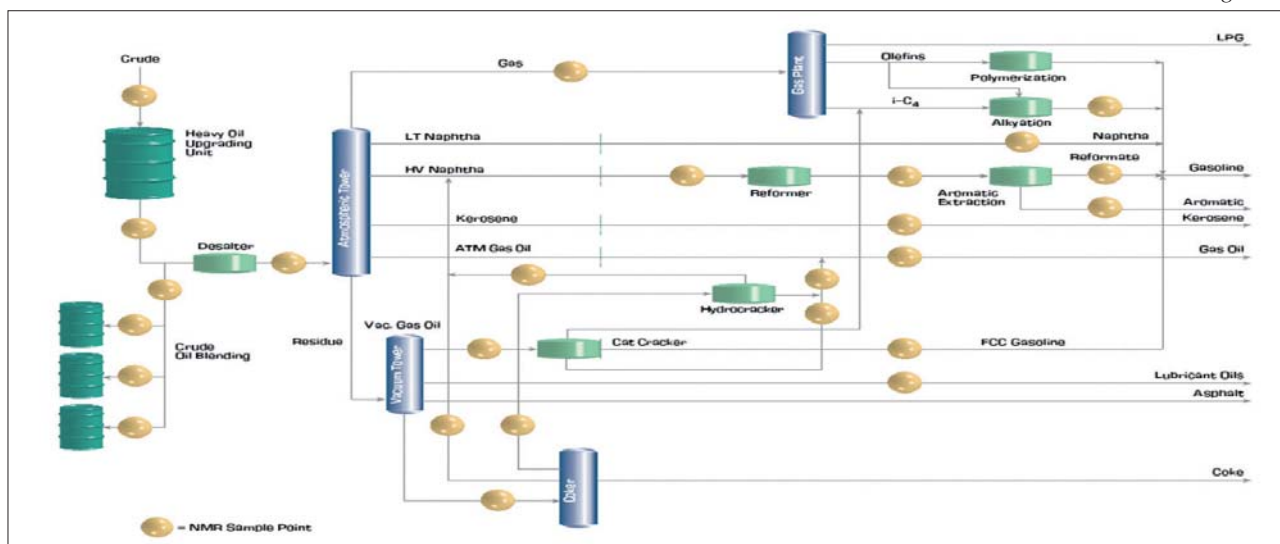 Crude
Heavy Oil
Upgrading
Unit
Desalter
Crude
Oil Blending
= NMR Sample Point
Atmospheric Tower
Gas
LT Naphtha
HV Naphtha
Kerosene
ATM Gas Oil
Residue
Vac. Gas Oil
Vacuum Tower
Cat Cracker
Hydrocracker
Coker
Reformer
Gas Plant
Olefins
Polymerization
i-C4
Alkyation
Naphtha
Reformate
Aromatic
Extraction
FCC Gasoline
LPG
Gasoline
Aromatic
Kerosene
Gas Oil
Lubricant Oils
Asphalt
Coke